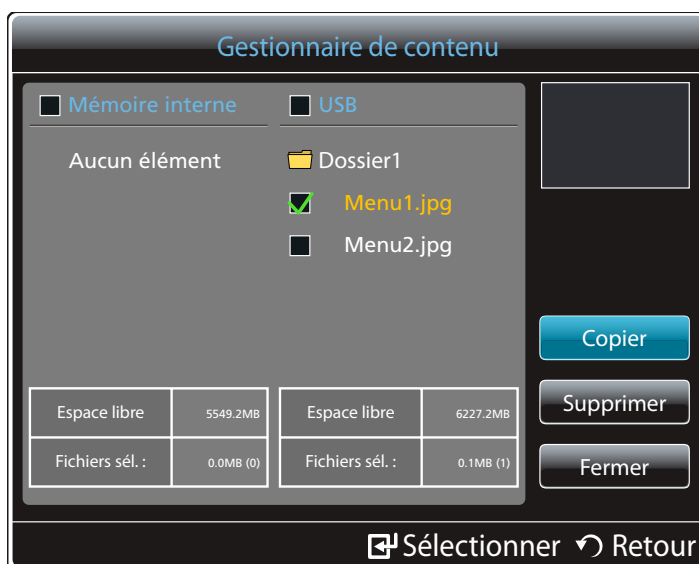 Gestionnaire de contenu
Mémoire interne
Aucun élément
USB
Dossier1
Menu1.jpg
Menu2.jpg
Espace libre 5549.2MB
Fichiers sél. : 0.0MB (0)
Espace libre 6227.2MB
Fichiers sél. : 0.1MB (1)
Copier
Supprimer
Fermer
Sélectionner Retour